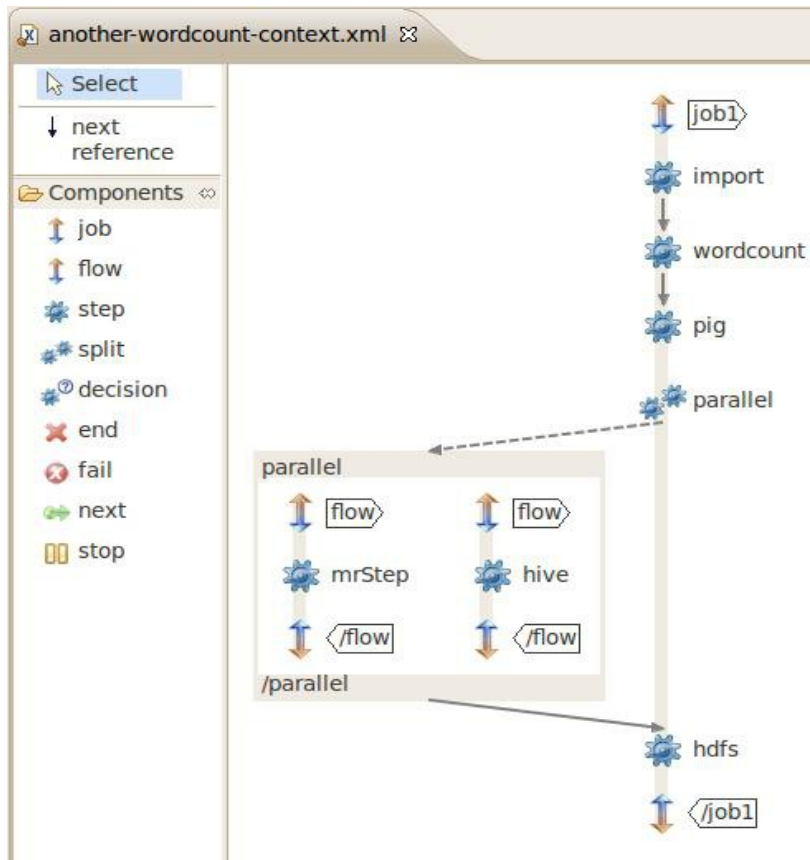 another-wordcount-context.xml
Select
next
reference
Components
job
flow
step
split
decision
end
fail
next
stop
job1
import
wordcount
pig
parallel
parallel
flow
flow
mrStep
hive
/flow
/flow
/parallel
hdfs
/job1